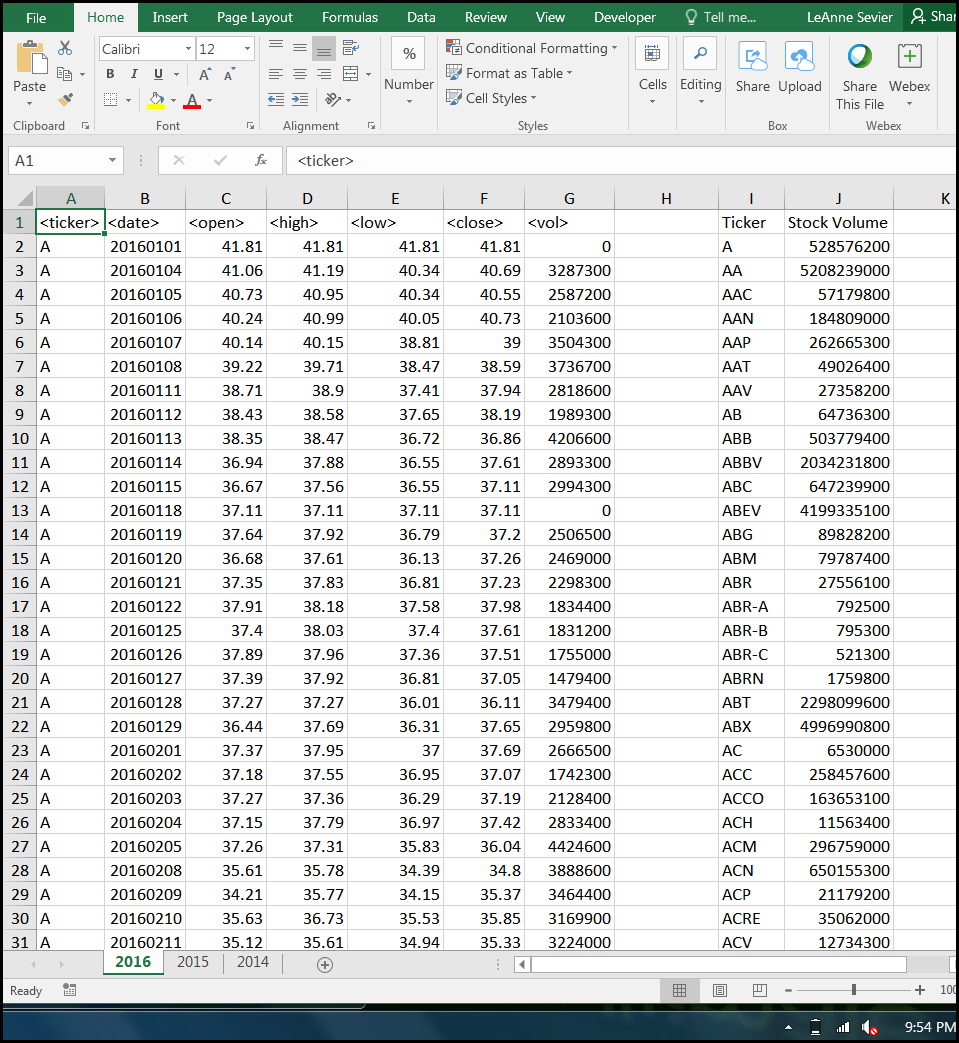 File Home Insert Page Layout Formulas Data Review View Developer Tell me... LeAnne Sevier Shar
Calibri 12
% Conditional Formatting
Format as Table
Cell Styles
Paste B I U A A Number Cells Editing Share Upload Share This File Webex
Clipboard Font Alignment Styles Box Webex
A1 fx <ticker>
A B C D E F G H I J K
1 <ticker> <date> <open> <high> <low> <close> <vol> Ticker Stock Volume
2 A 20160101 41.81 41.81 41.81 41.81 0 A 528576200
3 A 20160104 41.06 41.19 40.34 40.69 3287300 AA 5208239000
4 A 20160105 40.73 40.95 40.34 40.55 2587200 AAC 57179800
5 A 20160106 40.24 40.99 40.05 40.73 2103600 AAN 184809000
6 A 20160107 40.14 40.15 38.81 39 3504300 AAP 262665300
7 A 20160108 39.22 39.71 38.47 38.59 3736700 AAT 49026400
8 A 20160111 38.71 38.9 37.41 37.94 2818600 AAV 27358200
9 A 20160112 38.43 38.58 37.65 38.19 1989300 AB 64736300
10 A 20160113 38.35 38.47 36.72 36.86 4206600 ABB 503779400
11 A 20160114 36.94 37.88 36.55 37.61 2893300 ABBV 2034231800
12 A 20160115 36.67 37.56 36.55 37.11 2994300 ABC 647239900
13 A 20160118 37.11 37.11 37.11 37.11 0 ABEV 4199335100
14 A 20160119 37.64 37.92 36.79 37.2 2506500 ABG 89828200
15 A 20160120 36.68 37.61 36.13 37.26 2469000 ABM 79787400
16 A 20160121 37.35 37.83 36.81 37.23 2298300 ABR 27556100
17 A 20160122 37.91 38.18 37.58 37.98 1834400 ABR-A 792500
18 A 20160125 37.4 38.03 37.4 37.61 1831200 ABR-B 795300
19 A 20160126 37.89 37.96 37.36 37.51 1755000 ABR-C 521300
20 A 20160127 37.39 37.92 36.81 37.05 1479400 ABRN 1759800
21 A 20160128 37.27 37.27 36.01 36.11 3479400 ABT 2298099600
22 A 20160129 36.44 37.69 36.31 37.65 2959800 ABX 4996990800
23 A 20160201 37.37 37.95 37 37.69 2666500 AC 6530000
24 A 20160202 37.18 37.55 36.95 37.07 1742300 ACC 258457600
25 A 20160203 37.27 37.36 36.29 37.19 2128400 ACCO 163653100
26 A 20160204 37.15 37.79 36.97 37.42 2833400 ACH 11563400
27 A 20160205 37.26 37.31 35.83 36.04 4424600 ACM 296759000
28 A 20160208 35.61 35.78 34.39 34.8 3888600 ACN 650155300
29 A 20160209 34.21 35.77 34.15 35.37 3464400 ACP 21179200
30 A 20160210 35.63 36.73 35.53 35.85 3169900 ACRE 35062000
31 A 20160211 35.12 35.61 34.94 35.33 3224000 ACV 12734300
2016 2015 2014
Ready 100
9:54 PM